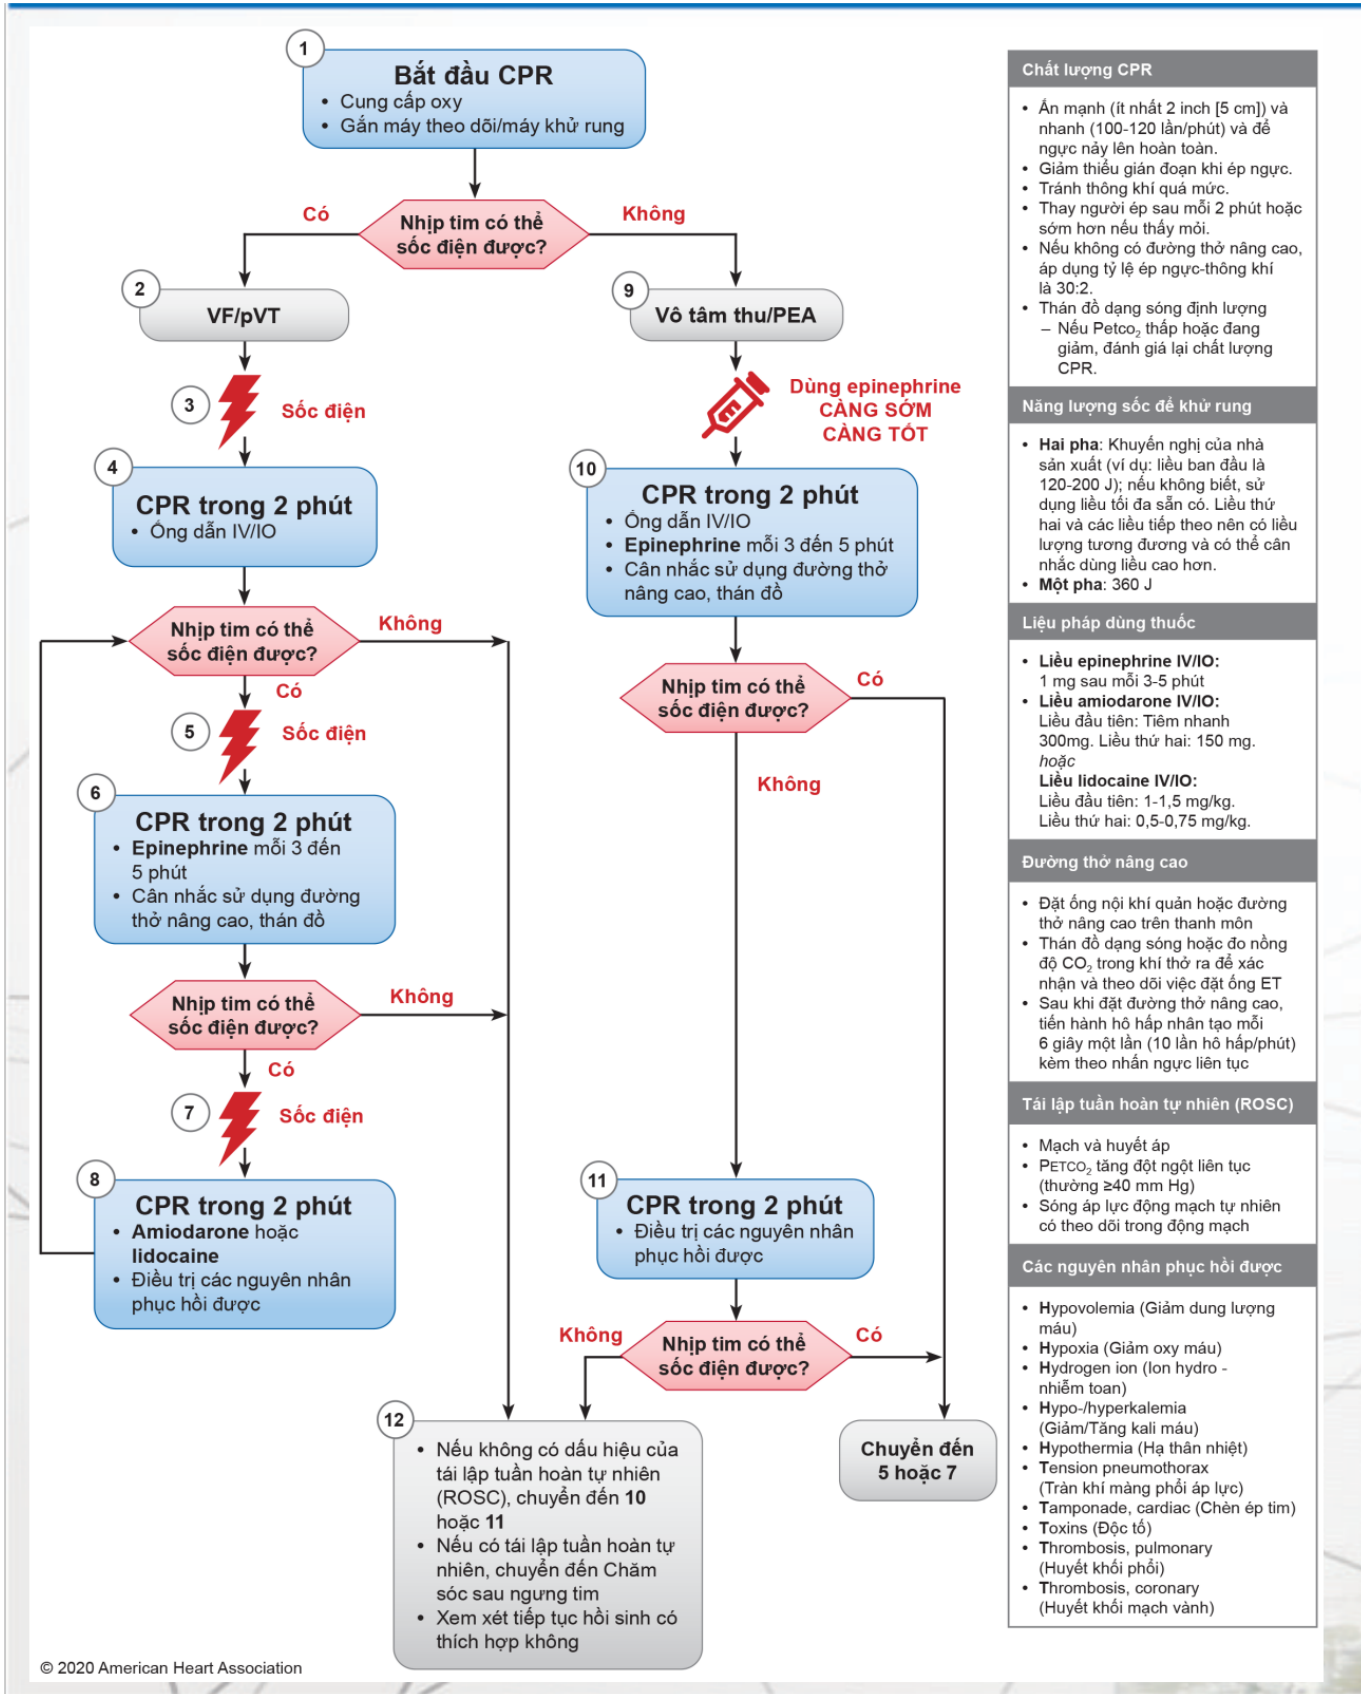 1
Bắt đầu CPR
• Cung cấp oxy
• Gắn máy theo dõi/máy khử rung
Có
Nhịp tim có thể
sốc điện được?
Không
2
VF/pVT
3
Sốc điện
4
CPR trong 2 phút
• Ống dẫn IV/IO
Nhịp tim có thể
sốc điện được?
Không
Có
5
Sốc điện
6
CPR trong 2 phút
• Epinephrine mỗi 3 đến
5 phút
• Cân nhắc sử dụng đường
thở nâng cao, thán đồ
Nhịp tim có thể
sốc điện được?
Không
Có
7
Sốc điện
8
CPR trong 2 phút
• Amiodarone hoặc
lidocaine
• Điều trị các nguyên nhân
phục hồi được
9
Vô tâm thu/PEA
Dùng epinephrine
CÀNG SỚM
CÀNG TỐT
10
CPR trong 2 phút
• Ống dẫn IV/IO
• Epinephrine mỗi 3 đến 5 phút
• Cân nhắc sử dụng đường thở
nâng cao, thán đồ
Nhịp tim có thể
sốc điện được?
Có
Không
11
CPR trong 2 phút
• Điều trị các nguyên nhân
phục hồi được
Không
Nhịp tim có thể
sốc điện được?
Có
12
• Nếu không có dấu hiệu của
tái lập tuần hoàn tự nhiên
(ROSC), chuyển đến 10
hoặc 11
• Nếu có tái lập tuần hoàn tự
nhiên, chuyển đến Chăm
sóc sau ngưng tim
• Xem xét tiếp tục hồi sinh có
thích hợp không
Chuyển đến
5 hoặc 7
Chất lượng CPR
• Ấn mạnh (ít nhất 2 inch [5 cm]) và
nhanh (100-120 lần/phút) và để
ngực nảy lên hoàn toàn.
• Giảm thiểu gián đoạn khi ép ngực.
• Tránh thông khí quá mức.
• Thay người ép sau mỗi 2 phút hoặc
sớm hơn nếu thấy mỏi.
• Nếu không có đường thở nâng cao,
áp dụng tỷ lệ ép ngực-thông khí
là 30:2.
• Thán đồ dạng sóng định lượng
– Nếu Petco₂ thấp hoặc đang
giảm, đánh giá lại chất lượng
CPR.
Năng lượng sốc để khử rung
• Hai pha: Khuyến nghị của nhà
sản xuất (ví dụ: liều ban đầu là
120-200 J); nếu không biết, sử
dụng liều tối đa sẵn có. Liều thứ
hai và các liều tiếp theo nên có liều
lượng tương đương và có thể cân
nhắc dùng liều cao hơn.
• Một pha: 360 J
Liệu pháp dùng thuốc
• Liều epinephrine IV/IO:
1 mg sau mỗi 3-5 phút
• Liều amiodarone IV/IO:
Liều đầu tiên: Tiêm nhanh
300mg. Liều thứ hai: 150 mg.
hoặc
Liều lidocaine IV/IO:
Liều đầu tiên: 1-1,5 mg/kg.
Liều thứ hai: 0,5-0,75 mg/kg.
Đường thở nâng cao
• Đặt ống nội khí quản hoặc đường
thở nâng cao trên thanh môn
• Thán đồ dạng sóng hoặc đo nồng
độ CO₂ trong khí thở ra để xác
nhận và theo dõi việc đặt ống ET
• Sau khi đặt đường thở nâng cao,
tiến hành hô hấp nhân tạo mỗi
6 giây một lần (10 lần hô hấp/phút)
kèm theo nhấn ngực liên tục
Tái lập tuần hoàn tự nhiên (ROSC)
• Mạch và huyết áp
• PETCO₂ tăng đột ngột liên tục
(thường ≥40 mm Hg)
• Sóng áp lực động mạch tự nhiên
có theo dõi trong động mạch
Các nguyên nhân phục hồi được
• Hypovolemia (Giảm dung lượng
máu)
• Hypoxia (Giảm oxy máu)
• Hydrogen ion (Ion hydro -
nhiễm toan)
• Hypo-/hyperkalemia
(Giảm/Tăng kali máu)
• Hypothermia (Hạ thân nhiệt)
• Tension pneumothorax
(Tràn khí màng phổi áp lực)
• Tamponade, cardiac (Chèn ép tim)
• Toxins (Độc tố)
• Thrombosis, pulmonary
(Huyết khối phổi)
• Thrombosis, coronary
(Huyết khối mạch vành)
© 2020 American Heart Association